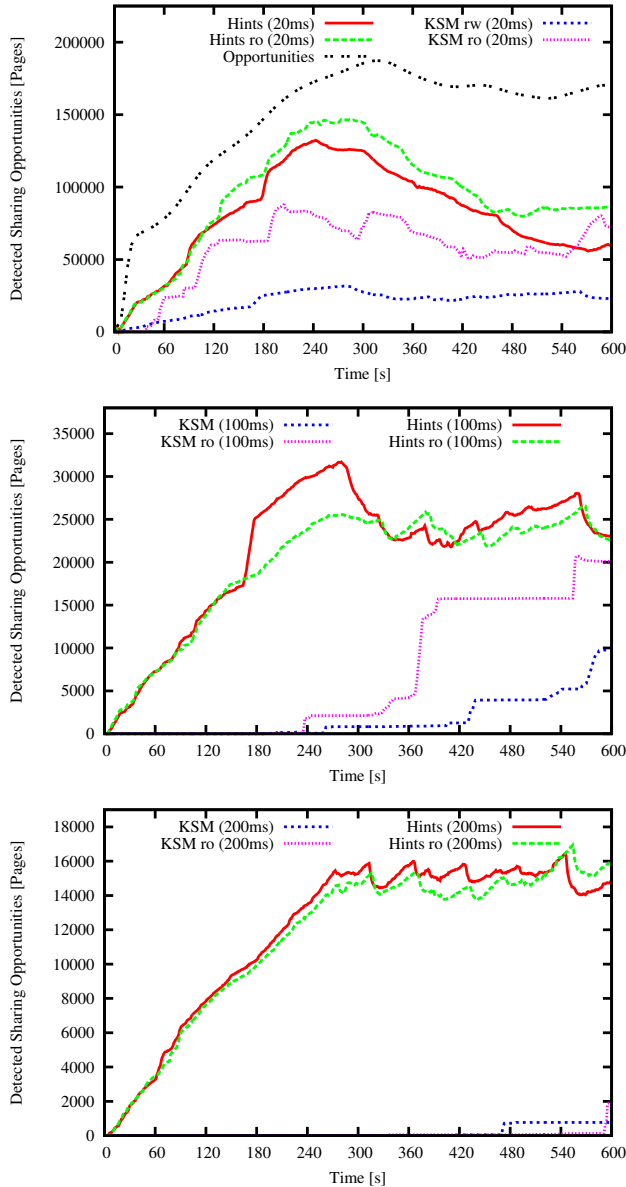 Hints (20ms) KSM rw (20ms)
Hints ro (20ms) KSM ro (20ms)
Opportunities
Detected Sharing Opportunities [Pages]
200000
150000
100000
50000
0
0 60 120 180 240 300 360 420 480 540 600
Time [s]
KSM (100ms) Hints (100ms)
KSM ro (100ms) Hints ro (100ms)
Detected Sharing Opportunities [Pages]
35000
30000
25000
20000
15000
10000
5000
0
0 60 120 180 240 300 360 420 480 540 600
Time [s]
KSM (200ms) Hints (200ms)
KSM ro (200ms) Hints ro (200ms)
Detected Sharing Opportunities [Pages]
18000
16000
14000
12000
10000
8000
6000
4000
2000
0
0 60 120 180 240 300 360 420 480 540 600
Time [s]